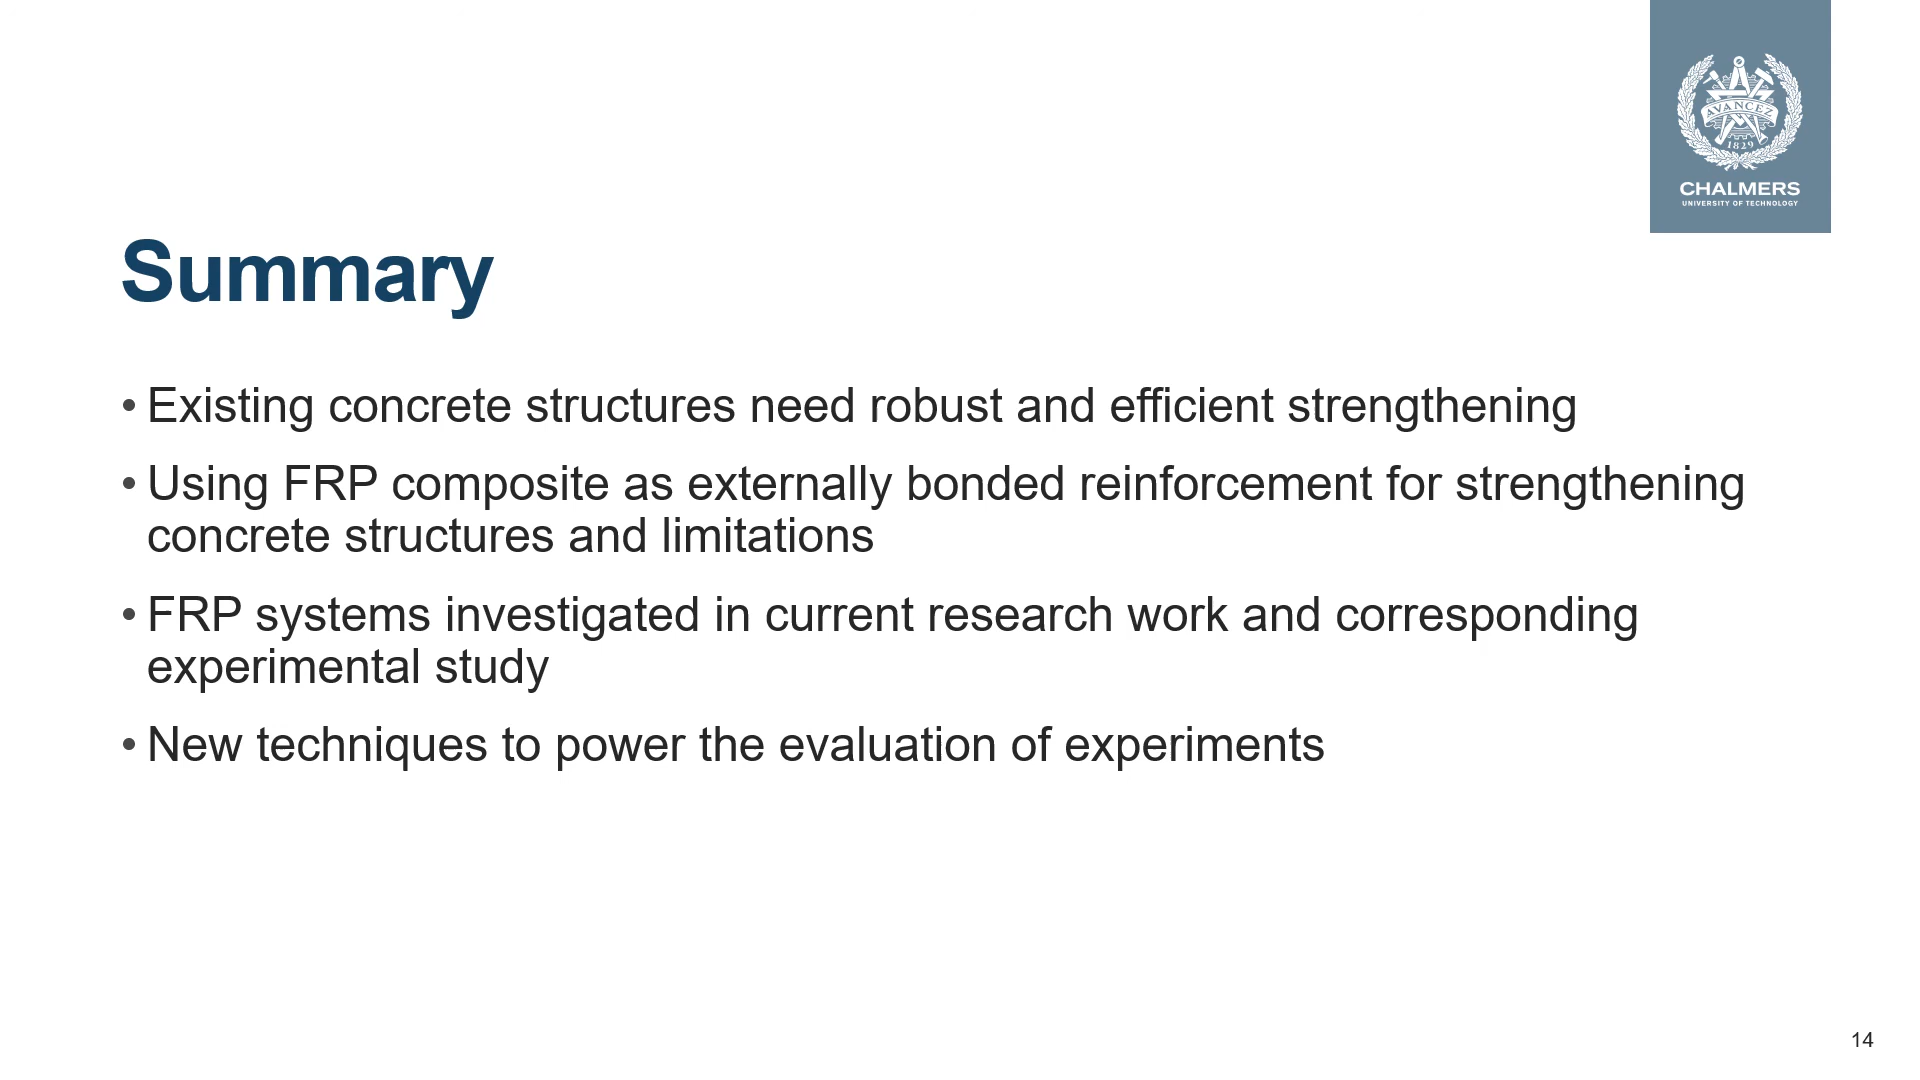 AVANCEZ
1829
CHALMERS
UNIVERSITY OF TECHNOLOGY
Summary
• Existing concrete structures need robust and efficient strengthening
• Using FRP composite as externally bonded reinforcement for strengthening
concrete structures and limitations
• FRP systems investigated in current research work and corresponding
experimental study
• New techniques to power the evaluation of experiments
14